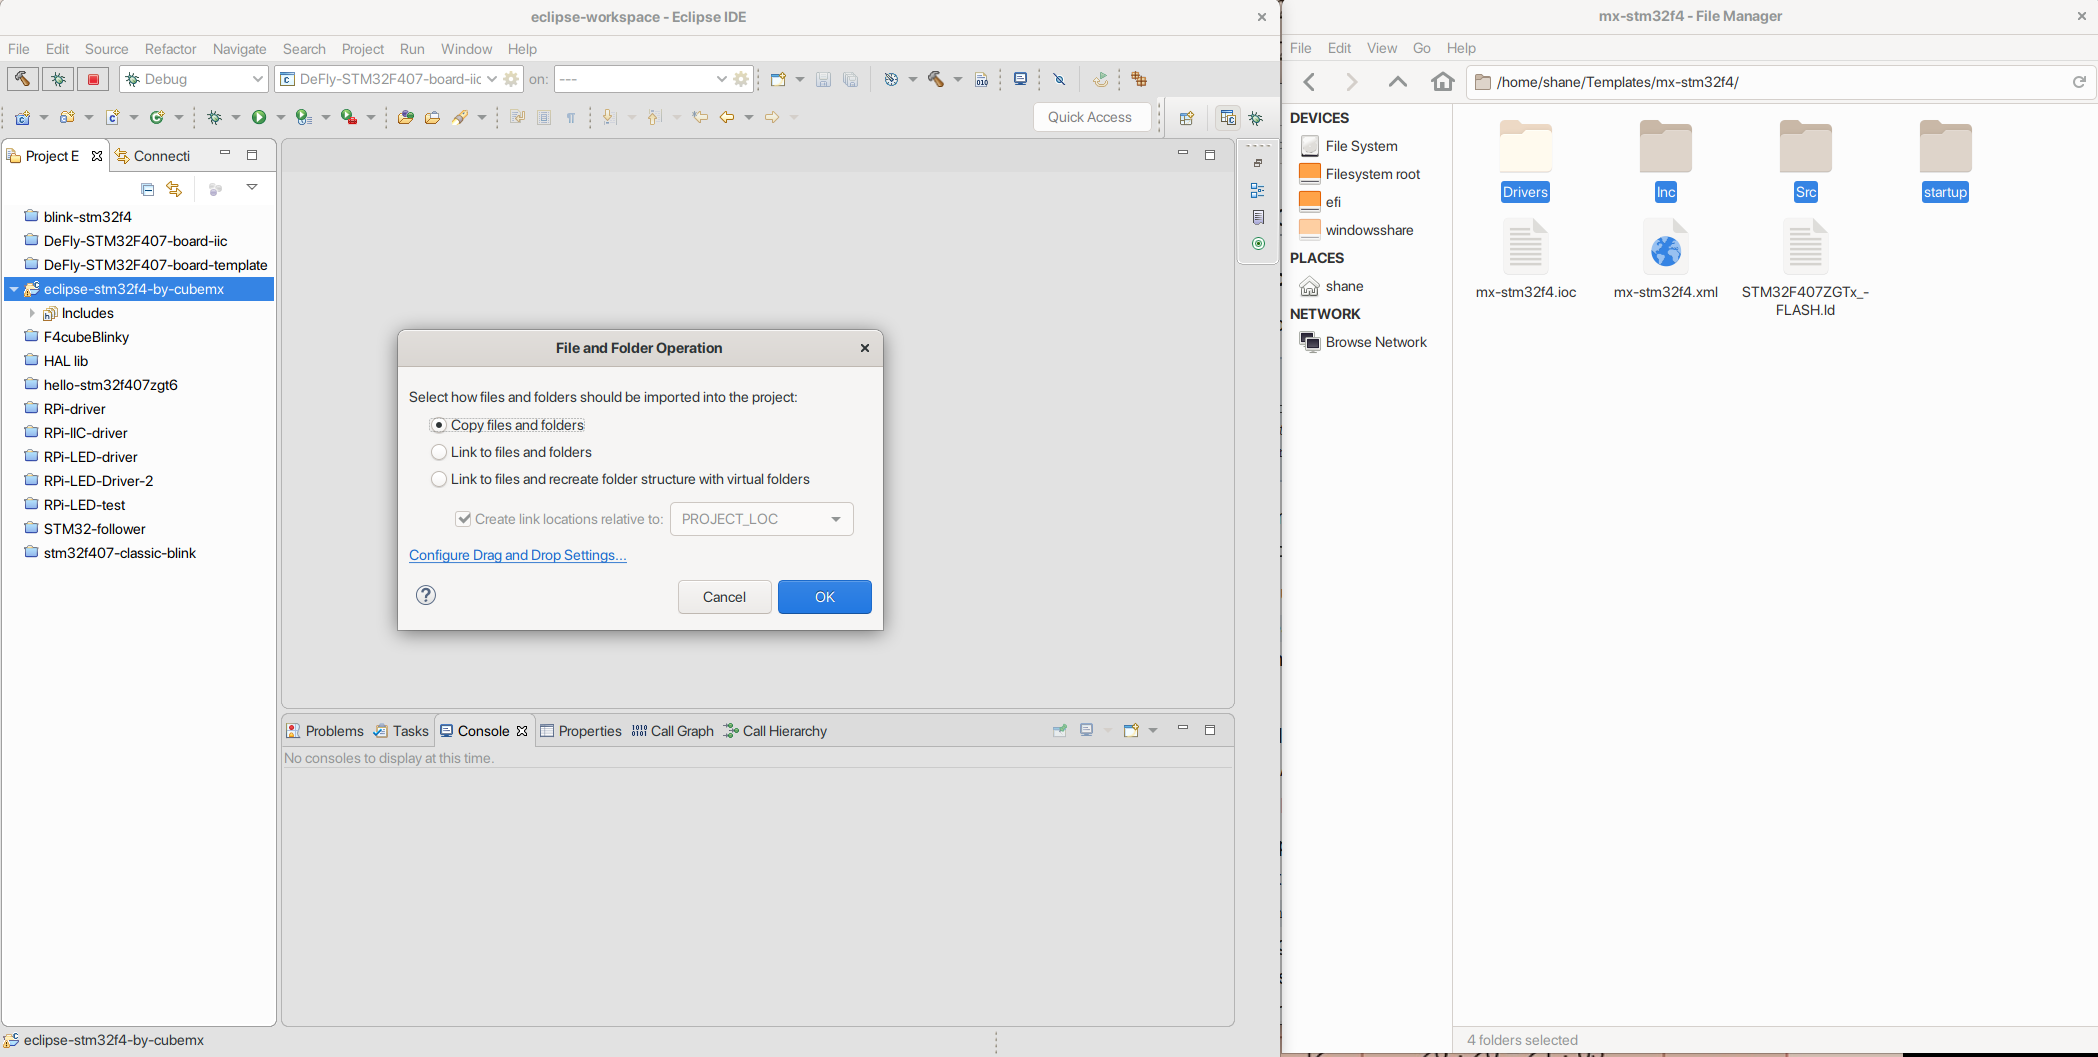 eclipse-workspace - Eclipse IDE
File Edit Source Refactor Navigate Search Project Run Window Help
Debug
DeFly-STM32F407-board-iic
on: ---
Quick Access
Project E
Connecti
blink-stm32f4
DeFly-STM32F407-board-iic
DeFly-STM32F407-board-template
eclipse-stm32f4-by-cubemx
Includes
F4cubeBlinky
HAL lib
hello-stm32f407zgt6
RPi-driver
RPi-IIC-driver
RPi-LED-driver
RPi-LED-Driver-2
RPi-LED-test
STM32-follower
stm32f407-classic-blink
File and Folder Operation
Select how files and folders should be imported into the project:
Copy files and folders
Link to files and folders
Link to files and recreate folder structure with virtual folders
Create link locations relative to: PROJECT_LOC
Configure Drag and Drop Settings...
Cancel OK
Problems Tasks Console Properties Call Graph Call Hierarchy
No consoles to display at this time.
eclipse-stm32f4-by-cubemx
mx-stm32f4 - File Manager
File Edit View Go Help
/home/shane/Templates/mx-stm32f4/
DEVICES
File System
Filesystem root
efi
windowsshare
PLACES
shane
NETWORK
Browse Network
Drivers Inc Src startup
mx-stm32f4.ioc mx-stm32f4.xml STM32F407ZGTx_-
FLASH.ld
4 folders selected